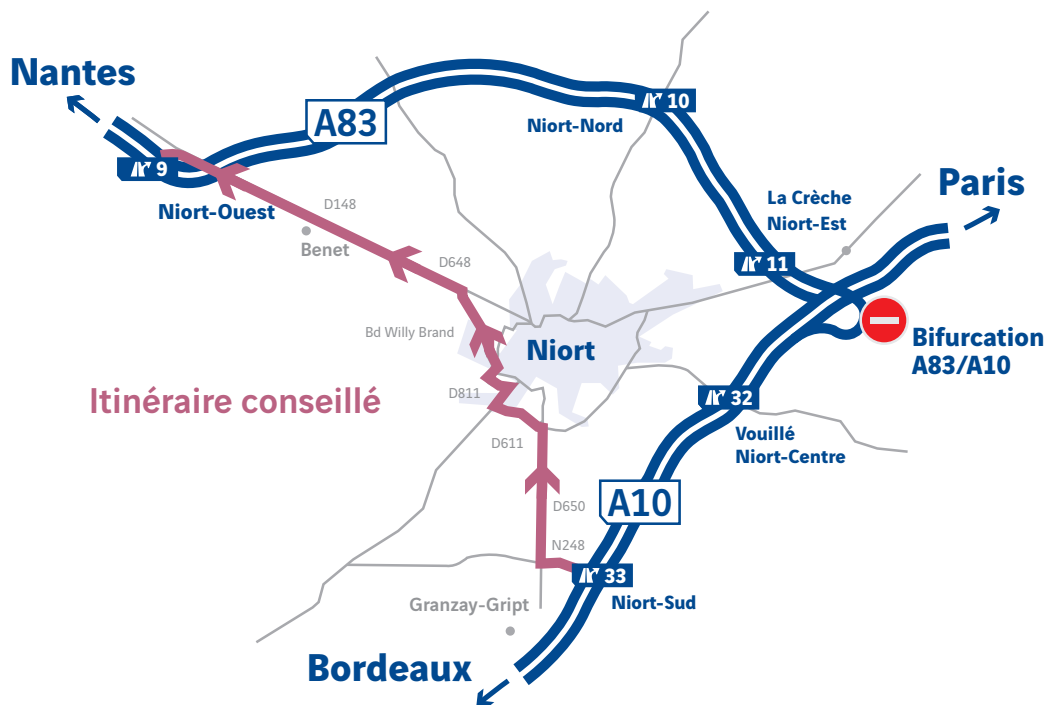 Nantes
A83
10
Niort-Nord
9
Niort-Ouest
D148
Benet
D648
La Crèche
Niort-Est
Paris
11
Bd Willy Brand
Niort
Bifurcation
A83/A10
Itinéraire conseillé
D811
32
D611
Vouillé
Niort-Centre
A10
D650
N248
33
Granzay-Gript
Niort-Sud
Bordeaux